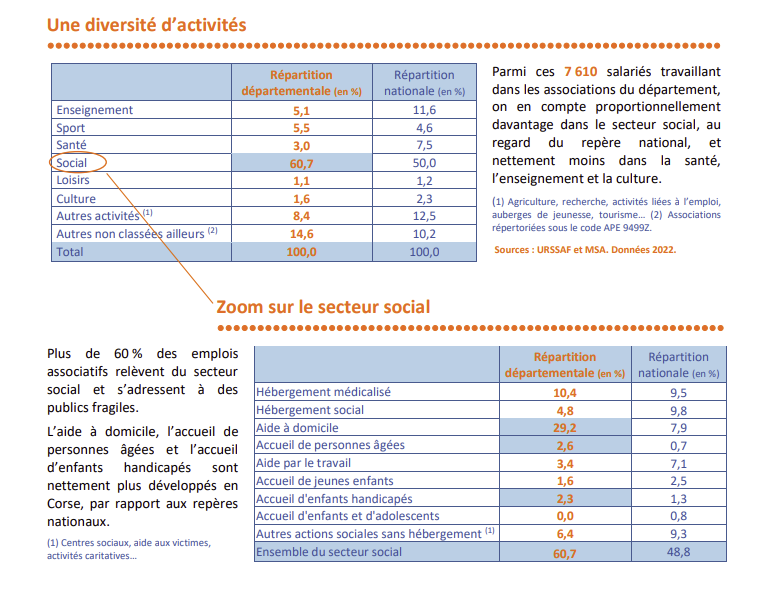 Une diversité d’activités
Répartition départementale (en %) Répartition nationale (en %)
Enseignement 5,1 11,6
Sport 5,5 4,6
Santé 3,0 7,5
Social 60,7 50,0
Loisirs 1,1 1,2
Culture 1,6 2,3
Autres activités (1) 8,4 12,5
Autres non classées ailleurs (2) 14,6 10,2
Total 100,0 100,0
Parmi ces 7 610 salariés travaillant
dans les associations du département,
on en compte proportionnellement
davantage dans le secteur social, au
regard du repère national, et
nettement moins dans la santé,
l’enseignement et la culture.
(1) Agriculture, recherche, activités liées à l’emploi,
auberges de jeunesse, tourisme… (2) Associations
répertoriées sous le code APE 9499Z.
Sources : URSSAF et MSA. Données 2022.
Zoom sur le secteur social
Plus de 60 % des emplois
associatifs relèvent du secteur
social et s’adressent à des
publics fragiles.
L’aide à domicile, l’accueil de
personnes âgées et l’accueil
d’enfants handicapés sont
nettement plus développés en
Corse, par rapport aux repères
nationaux.
(1) Centres sociaux, aide aux victimes,
activités caritatives…
Répartition départementale (en %) Répartition nationale (en %)
Hébergement médicalisé 10,4 9,5
Hébergement social 4,8 9,8
Aide à domicile 29,2 7,9
Accueil de personnes âgées 2,6 0,7
Aide par le travail 3,4 7,1
Accueil de jeunes enfants 1,6 2,5
Accueil d'enfants handicapés 2,3 1,3
Accueil d'enfants et d'adolescents 0,0 0,8
Autres actions sociales sans hébergement (1) 6,4 9,3
Ensemble du secteur social 60,7 48,8